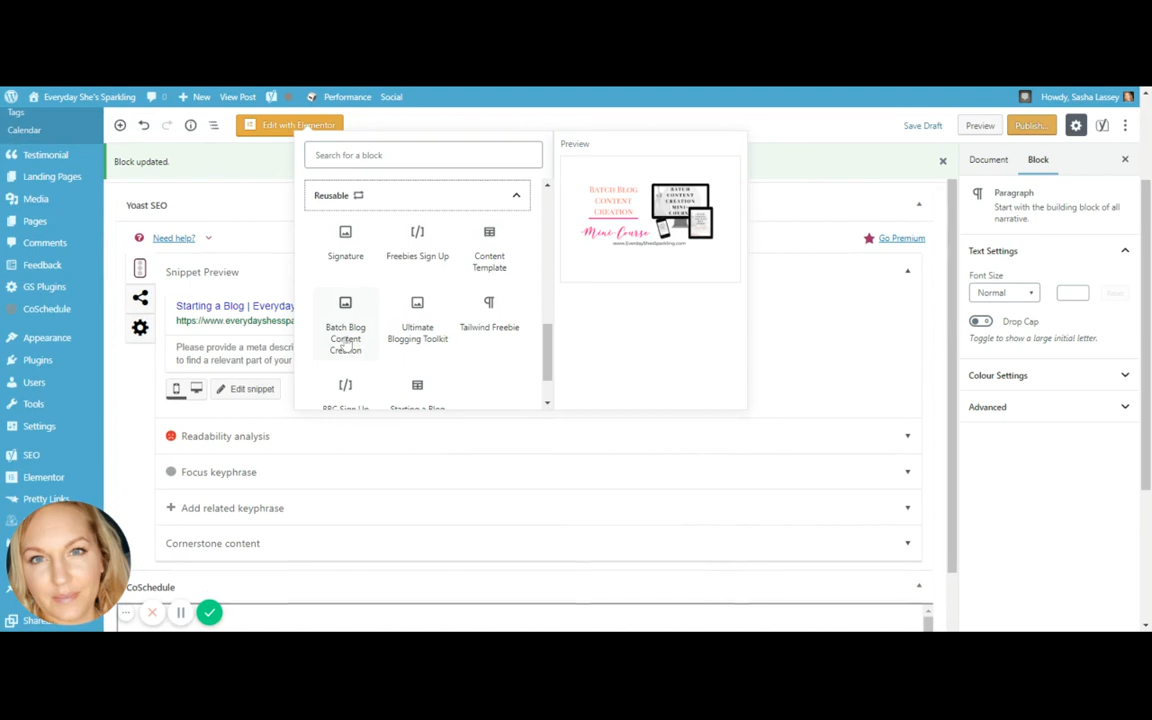 Everyday She's Sparkling
0
New
View Post
Performance
Social
Howdy, Sasha Lassey
Tags
Calendar
Testimonial
Landing Pages
Media
Pages
Comments
Feedback
GS Plugins
CoSchedule
Appearance
Plugins
Users
Tools
Settings
SEO
Elementor
Pretty Links
Edit with Elementor
Save Draft
Preview
Publish...
Block updated.
Yoast SEO
Need help?
Go Premium
Snippet Preview
Starting a Blog | Everyday
https://www.everydayshesspa
Please provide a meta descri
to find a relevant part of your
Edit snippet
Readability analysis
Focus keyphrase
Add related keyphrase
Cornerstone content
CoSchedule
Search for a block
Reusable
Signature
Freebies Sign Up
Content
Template
Batch Blog
Content
Creation
Ultimate
Blogging Toolkit
Tailwind Freebie
Starting a Blog
Preview
BATCH BLOG
CONTENT
CREATION
Mini Course
BATCH
CONTENT
CREATION
MINI
www.EverydayShesSparkling.com
Document
Block
Paragraph
Start with the building block of all
narrative.
Text Settings
Font Size
Normal
Drop Cap
Toggle to show a large initial letter.
Colour Settings
Advanced